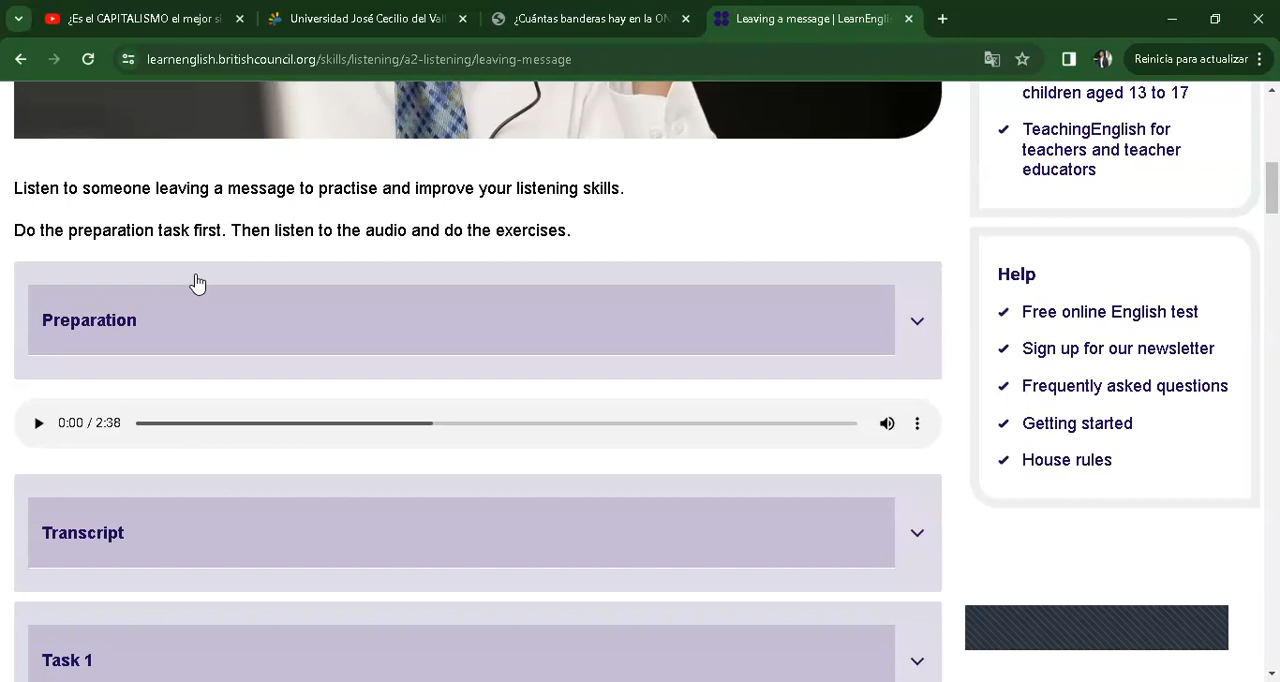 ¿Es el CAPITALISMO el mejor si
Universidad José Cecilio del Vall
¿Cuántas banderas hay en la ON
Leaving a message | LearnEnglis
learnenglish.britishcouncil.org/skills/listening/a2-listening/leaving-message
Reinicia para actualizar
children aged 13 to 17
TeachingEnglish for
teachers and teacher
educators
Listen to someone leaving a message to practise and improve your listening skills.
Do the preparation task first. Then listen to the audio and do the exercises.
Preparation
0:00 / 2:38
Transcript
Task 1
Help
Free online English test
Sign up for our newsletter
Frequently asked questions
Getting started
House rules